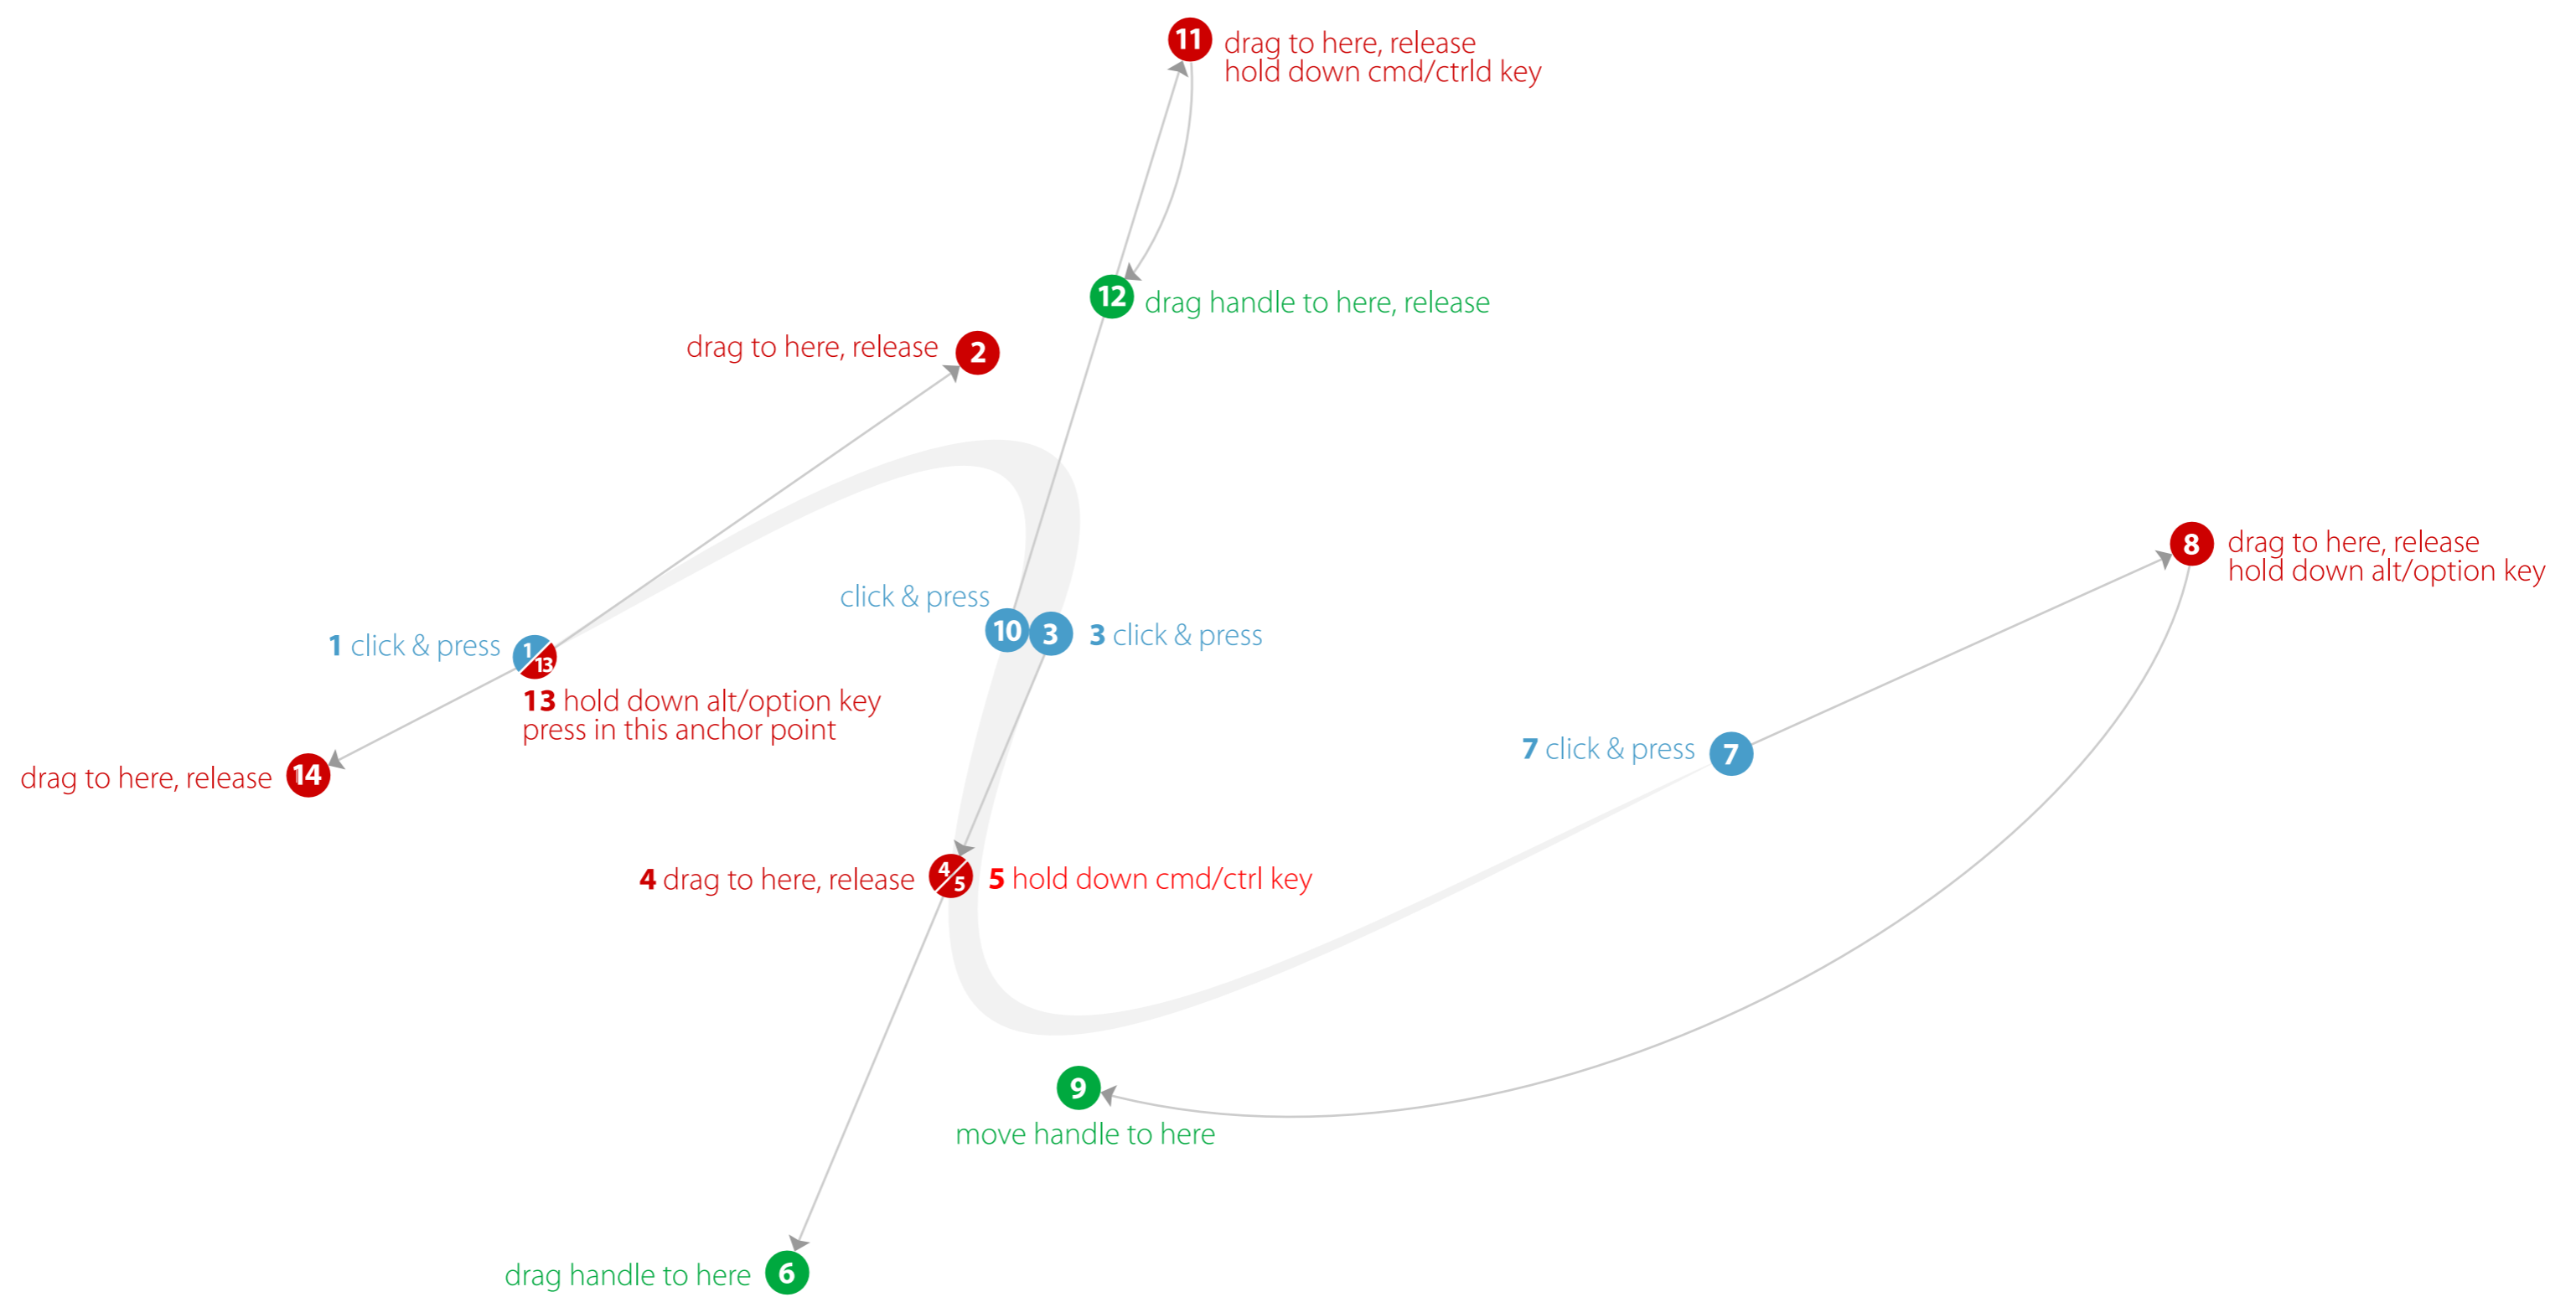 11 drag to here, release
hold down cmd/ctrld key
12 drag handle to here, release
drag to here, release 2
8 drag to here, release
hold down alt/option key
click & press
10 3 3 click & press
1 click & press 1 13
13 hold down alt/option key
press in this anchor point
7 click & press 7
drag to here, release 14
4 drag to here, release 4 5 5 hold down cmd/ctrl key
9
move handle to here
drag handle to here 6